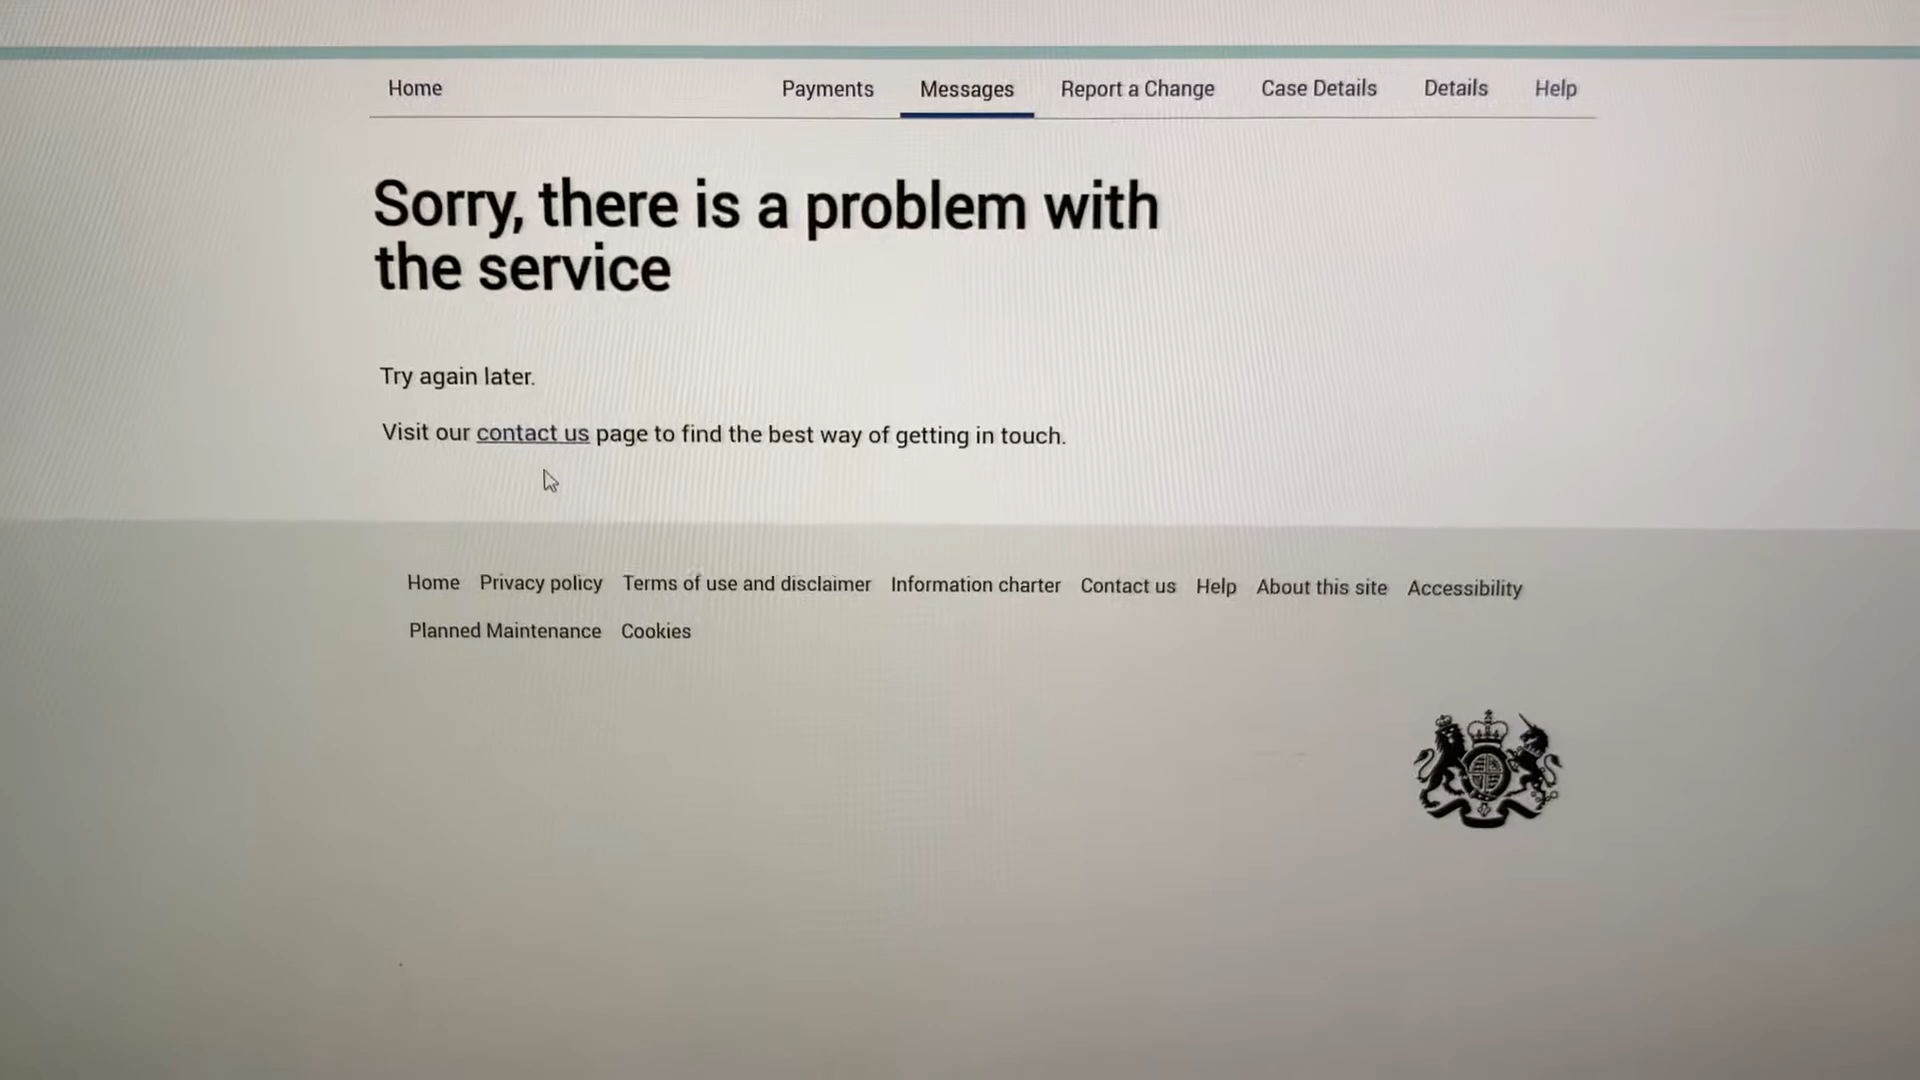 Home Payments Messages Report a Change Case Details Details Help
Sorry, there is a problem with
the service
Try again later.
Visit our contact us page to find the best way of getting in touch.
Home Privacy policy Terms of use and disclaimer Information charter Contact us Help About this site Accessibility
Planned Maintenance Cookies